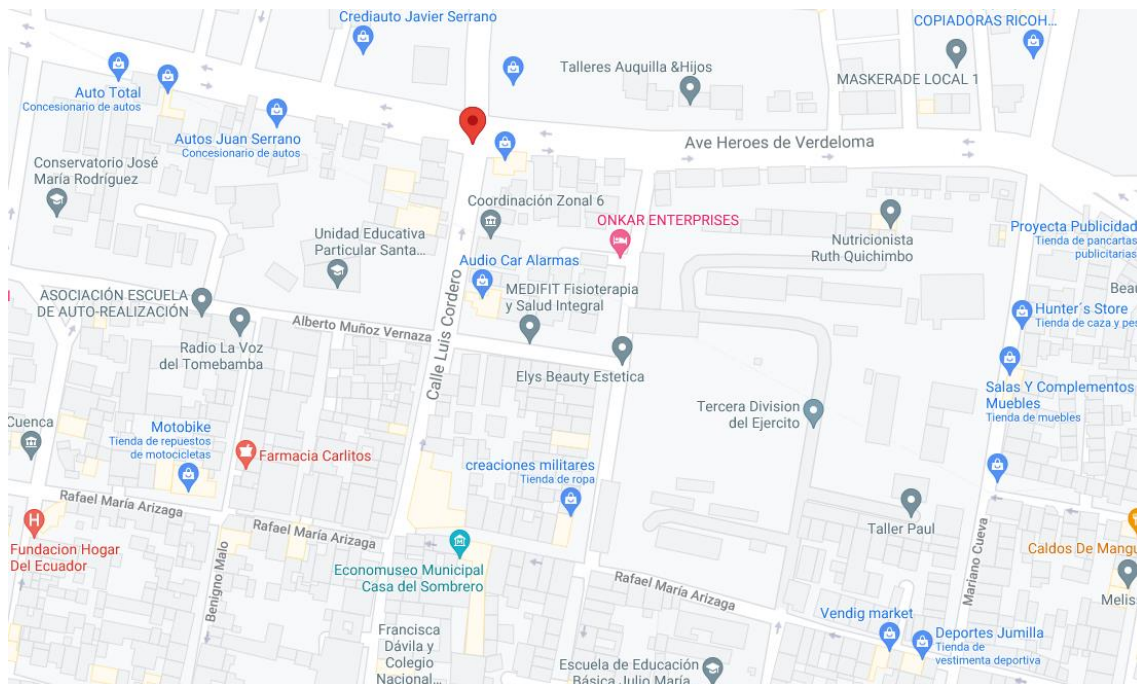 Crediauto Javier Serrano
COPIADORAS RICOH...
Talleres Auquilla &Hijos
MASKERADE LOCAL 1
Auto Total
Concesionario de autos
Autos Juan Serrano
Concesionario de autos
Ave Heroes de Verdeloma
Conservatorio José
María Rodríguez
Coordinación Zonal 6
ONKAR ENTERPRISES
Unidad Educativa
Particular Santa...
Nutricionista
Ruth Quichimbo
Proyecta Publicidad
Tienda de pancartas
publicitarias
Audio Car Alarmas
MEDIFIT Fisioterapia
y Salud Integral
ASOCIACIÓN ESCUELA
DE AUTO-REALIZACIÓN
Alberto Muñoz Vernaza
Calle Luis Cordero
Hunter´s Store
Tienda de caza y pe
Radio La Voz
del Tomebamba
Elys Beauty Estetica
Salas Y Complementos
Muebles
Tienda de muebles
Tercera Division
del Ejercito
Cuenca
Motobike
Tienda de repuestos
de motocicletas
Farmacia Carlitos
creaciones militares
Tienda de ropa
Rafael María Arizaga
Taller Paul
Rafael María Arizaga
Fundacion Hogar
Del Ecuador
Benigno Malo
Economuseo Municipal
Casa del Sombrero
Rafael María Arizaga
Mariano Cueva
Caldos De Mangu
Melis
Vendig market
Deportes Jumilla
Tienda de
vestimenta deportiva
Francisca
Dávila y
Colegio
Nacional...
Escuela de Educación
Básica Julio María